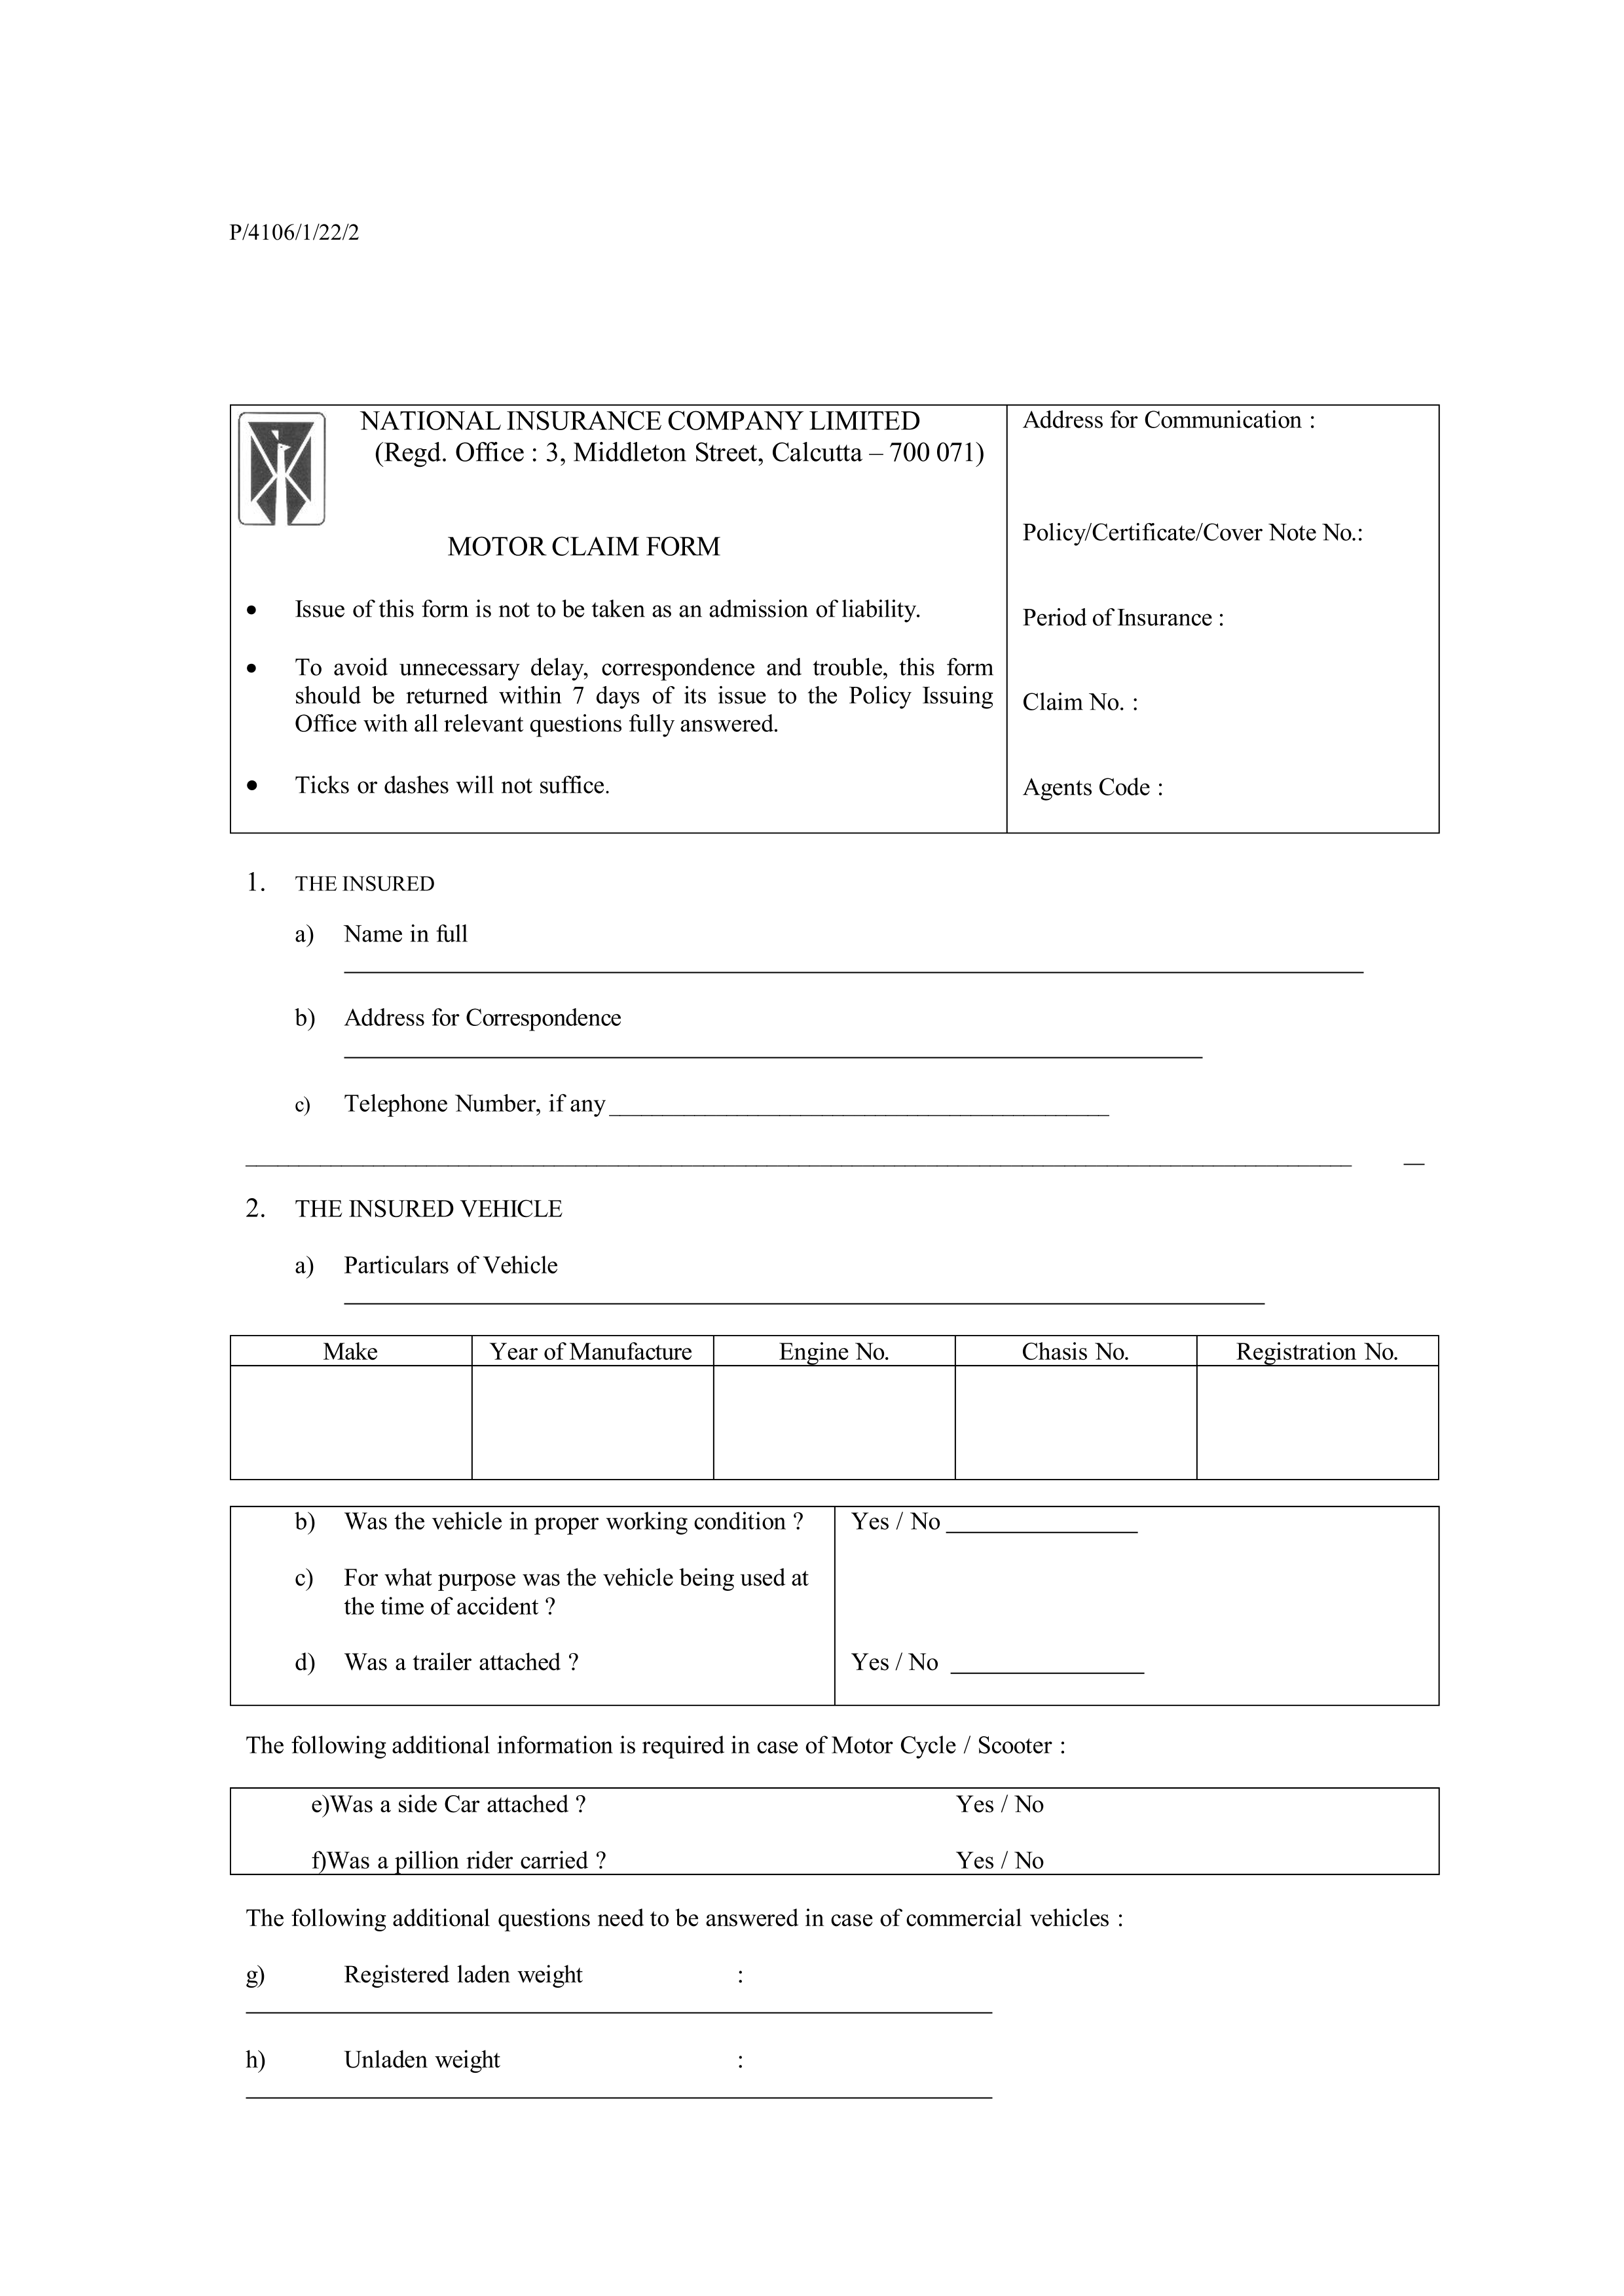 P/4106/1/22/2
NATIONAL INSURANCE COMPANY LIMITED
(Regd. Office : 3, Middleton Street, Calcutta – 700 071)
MOTOR CLAIM FORM
• Issue of this form is not to be taken as an admission of liability.
• To avoid unnecessary delay, correspondence and trouble, this form
should be returned within 7 days of its issue to the Policy Issuing
Office with all relevant questions fully answered.
• Ticks or dashes will not suffice.
Address for Communication :
Policy/Certificate/Cover Note No.:
Period of Insurance :
Claim No. :
Agents Code :
1. THE INSURED
a) Name in full
b) Address for Correspondence
c) Telephone Number, if any
2. THE INSURED VEHICLE
a) Particulars of Vehicle
Make Year of Manufacture Engine No. Chasis No. Registration No.
b) Was the vehicle in proper working condition ? Yes / No
c) For what purpose was the vehicle being used at
the time of accident ?
d) Was a trailer attached ? Yes / No
The following additional information is required in case of Motor Cycle / Scooter :
e)Was a side Car attached ? Yes / No
f)Was a pillion rider carried ? Yes / No
The following additional questions need to be answered in case of commercial vehicles :
g) Registered laden weight :
h) Unladen weight :